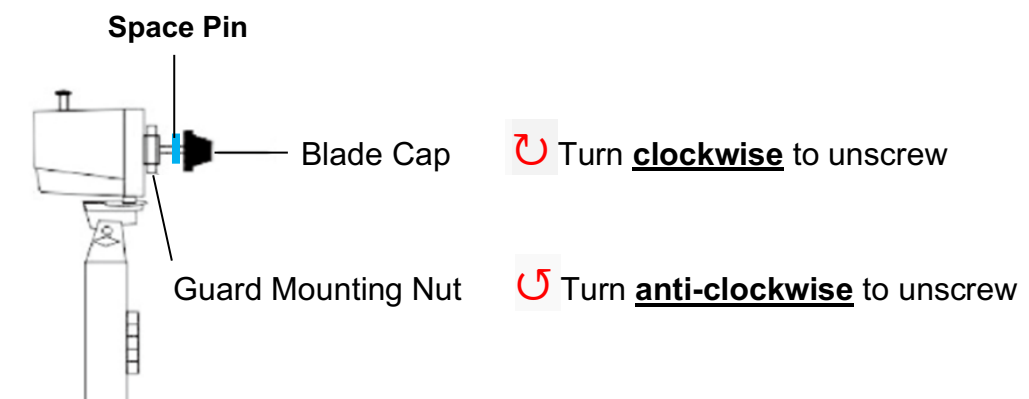 Space Pin
Blade Cap
Turn clockwise to unscrew
Guard Mounting Nut
Turn anti-clockwise to unscrew